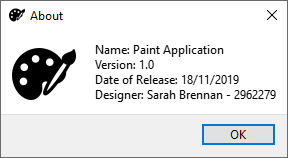 About
Name: Paint Application
Version: 1.0
Date of Release: 18/11/2019
Designer: Sarah Brennan - 2962279
OK